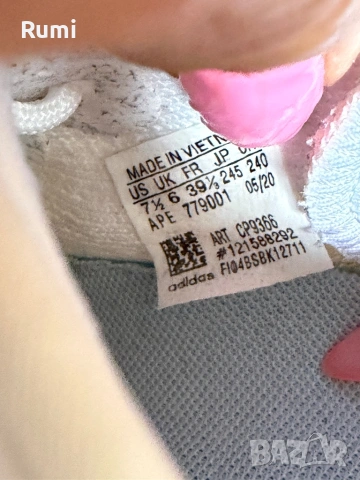 Rumi
MADE IN VIETN
US UK FR JP
7½ 6 39⅓ 245 240
APE 779001 05/20
ART CP9366
#121588292
adidas FI04BSBK12711
BAZAR